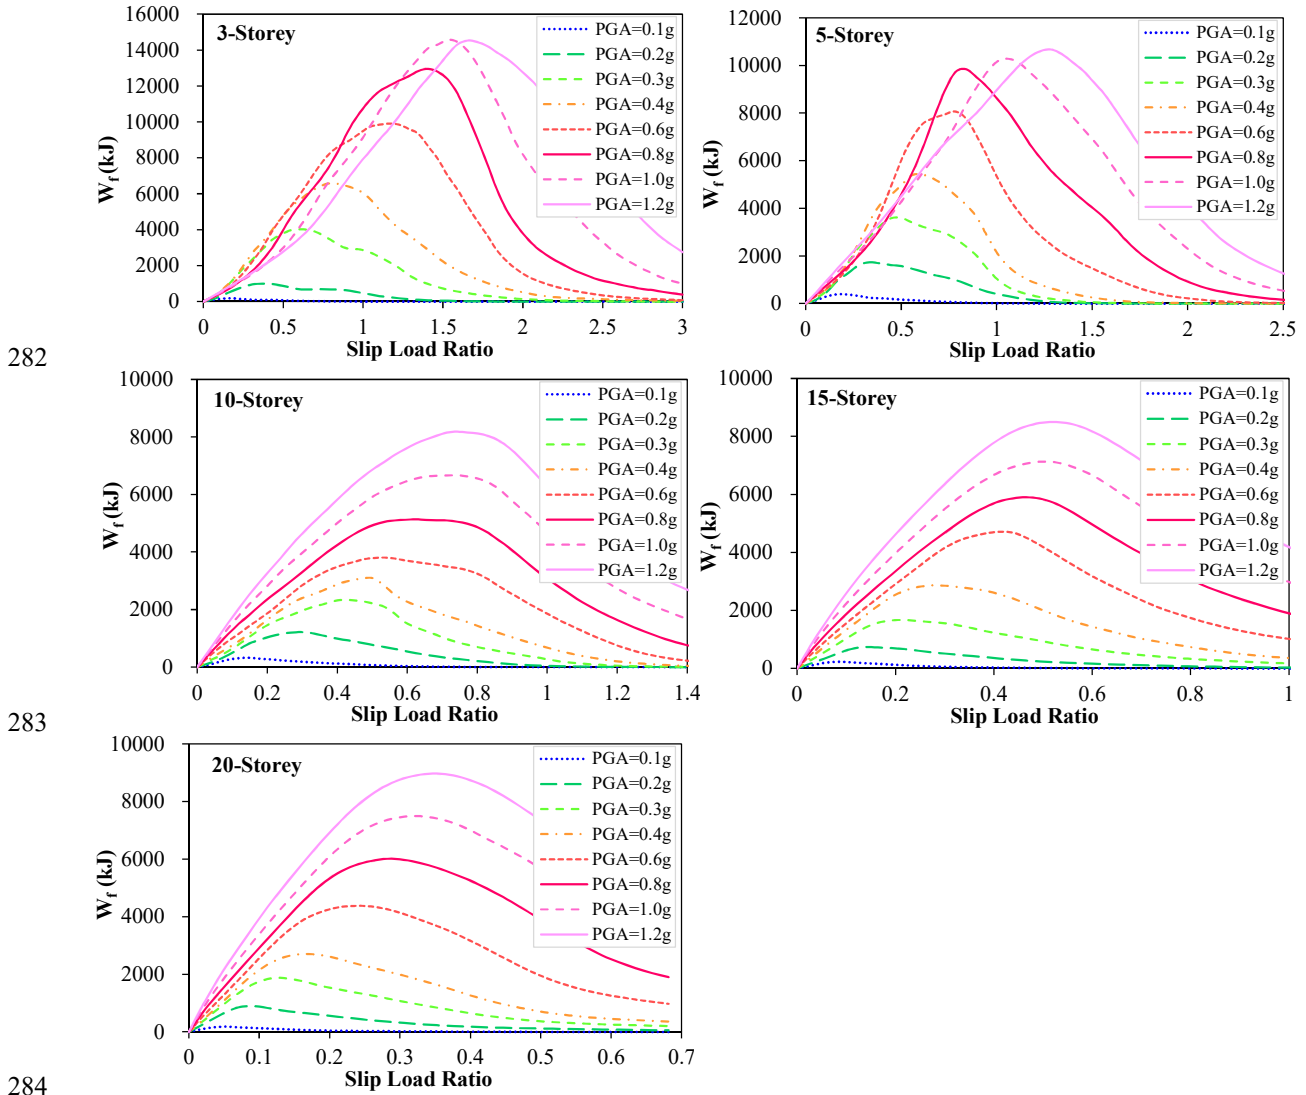 3-Storey
W_f (kJ)
16000
14000
12000
10000
8000
6000
4000
2000
0
0 0.5 1 1.5 2 2.5 3
Slip Load Ratio
PGA=0.1g
PGA=0.2g
PGA=0.3g
PGA=0.4g
PGA=0.6g
PGA=0.8g
PGA=1.0g
PGA=1.2g
5-Storey
W_f (kJ)
12000
10000
8000
6000
4000
2000
0
0 0.5 1 1.5 2 2.5
Slip Load Ratio
PGA=0.1g
PGA=0.2g
PGA=0.3g
PGA=0.4g
PGA=0.6g
PGA=0.8g
PGA=1.0g
PGA=1.2g
282
10-Storey
W_f (kJ)
10000
8000
6000
4000
2000
0
0 0.2 0.4 0.6 0.8 1 1.2 1.4
Slip Load Ratio
PGA=0.1g
PGA=0.2g
PGA=0.3g
PGA=0.4g
PGA=0.6g
PGA=0.8g
PGA=1.0g
PGA=1.2g
15-Storey
W_f (kJ)
10000
8000
6000
4000
2000
0
0 0.2 0.4 0.6 0.8 1
Slip Load Ratio
PGA=0.1g
PGA=0.2g
PGA=0.3g
PGA=0.4g
PGA=0.6g
PGA=0.8g
PGA=1.0g
PGA=1.2g
283
20-Storey
W_f (kJ)
10000
8000
6000
4000
2000
0
0 0.1 0.2 0.3 0.4 0.5 0.6 0.7
Slip Load Ratio
PGA=0.1g
PGA=0.2g
PGA=0.3g
PGA=0.4g
PGA=0.6g
PGA=0.8g
PGA=1.0g
PGA=1.2g
284